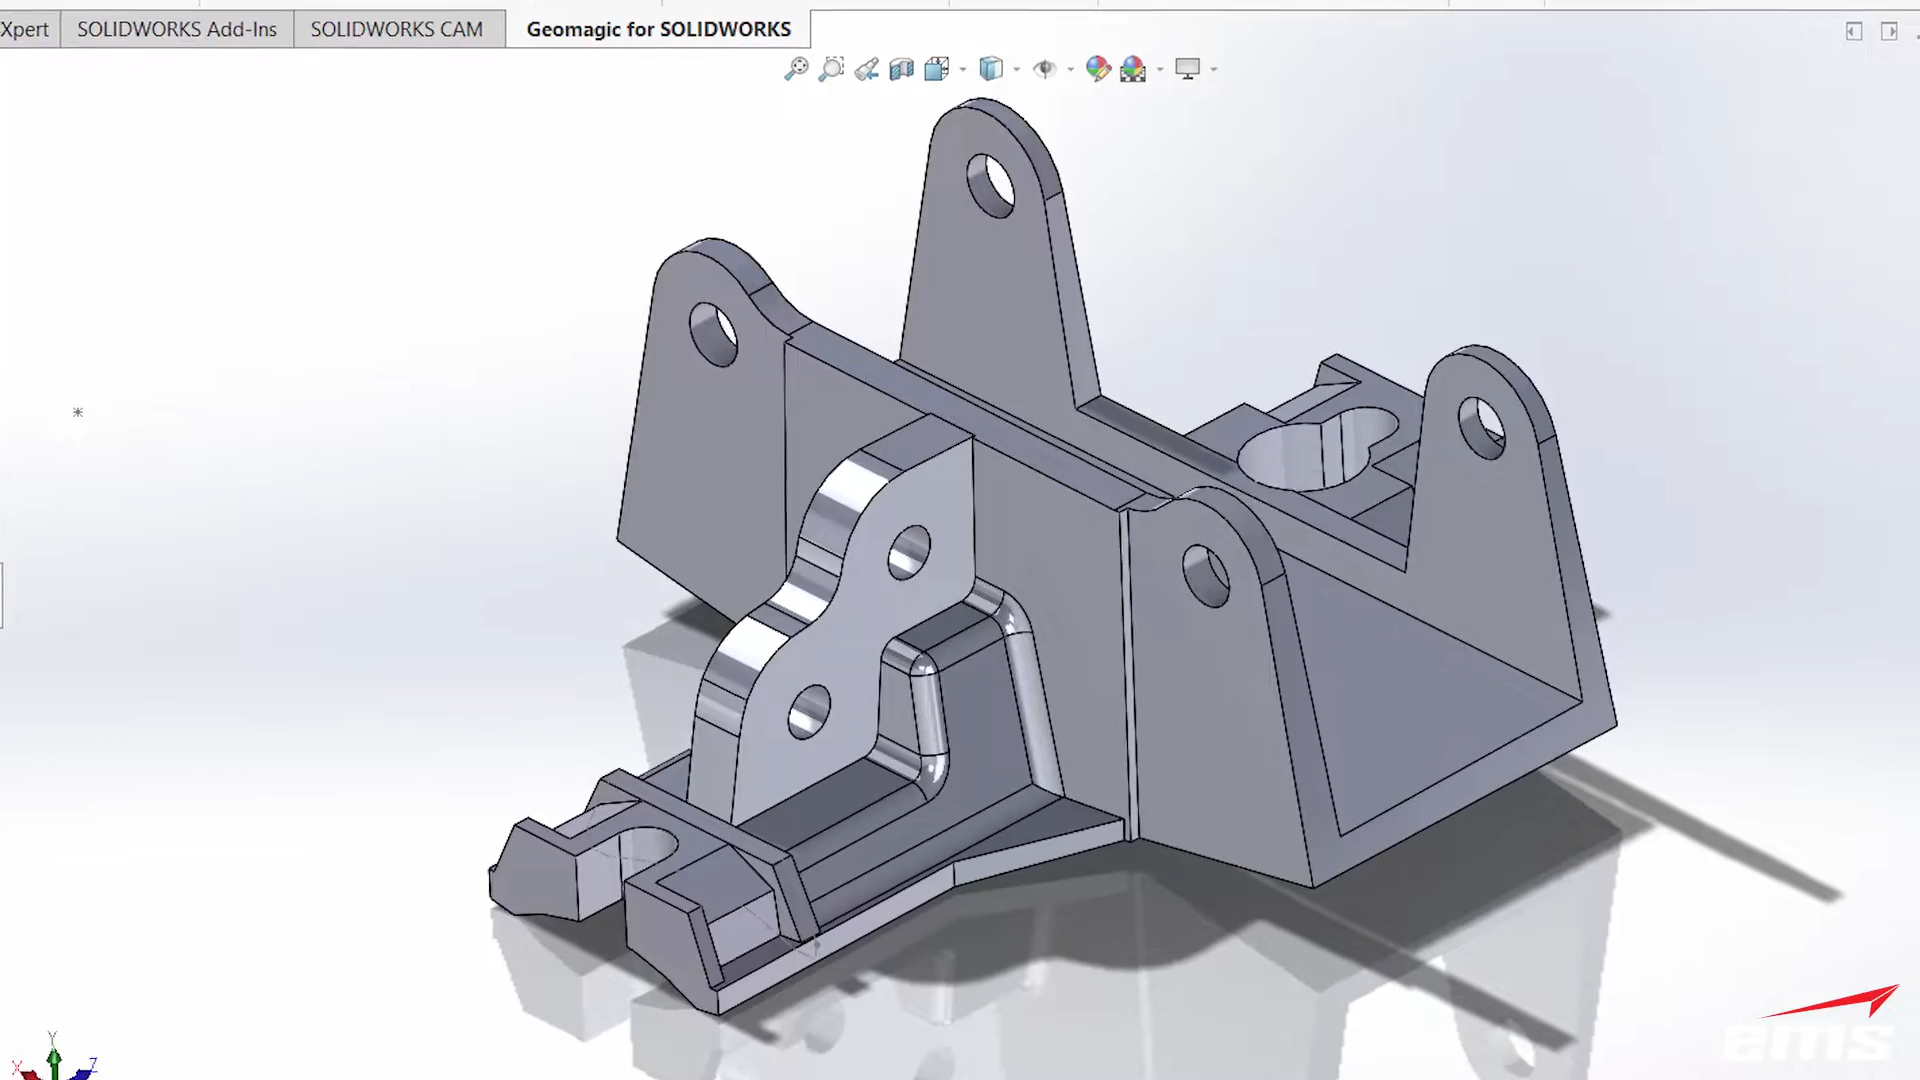 Xpert
SOLIDWORKS Add-Ins
SOLIDWORKS CAM
Geomagic for SOLIDWORKS
Y
X
Z
ems